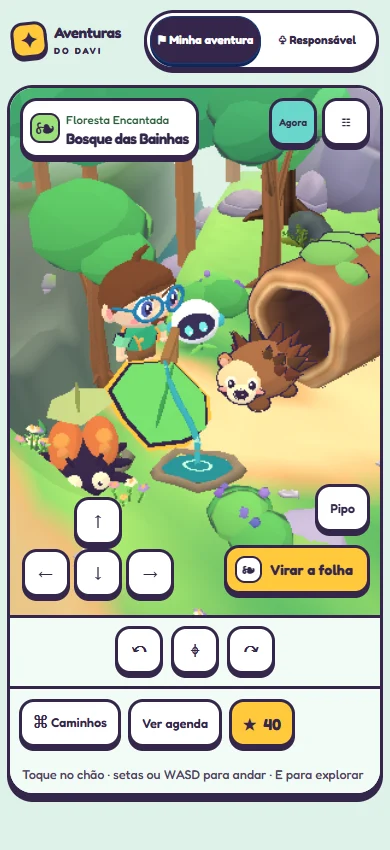 Aventuras
DO DAVI
Minha aventura
Responsável
Floresta Encantada
Bosque das Bainhas
Agora
Pipo
Virar a folha
Caminhos
Ver agenda
★ 40
Toque no chão · setas ou WASD para andar · E para explorar